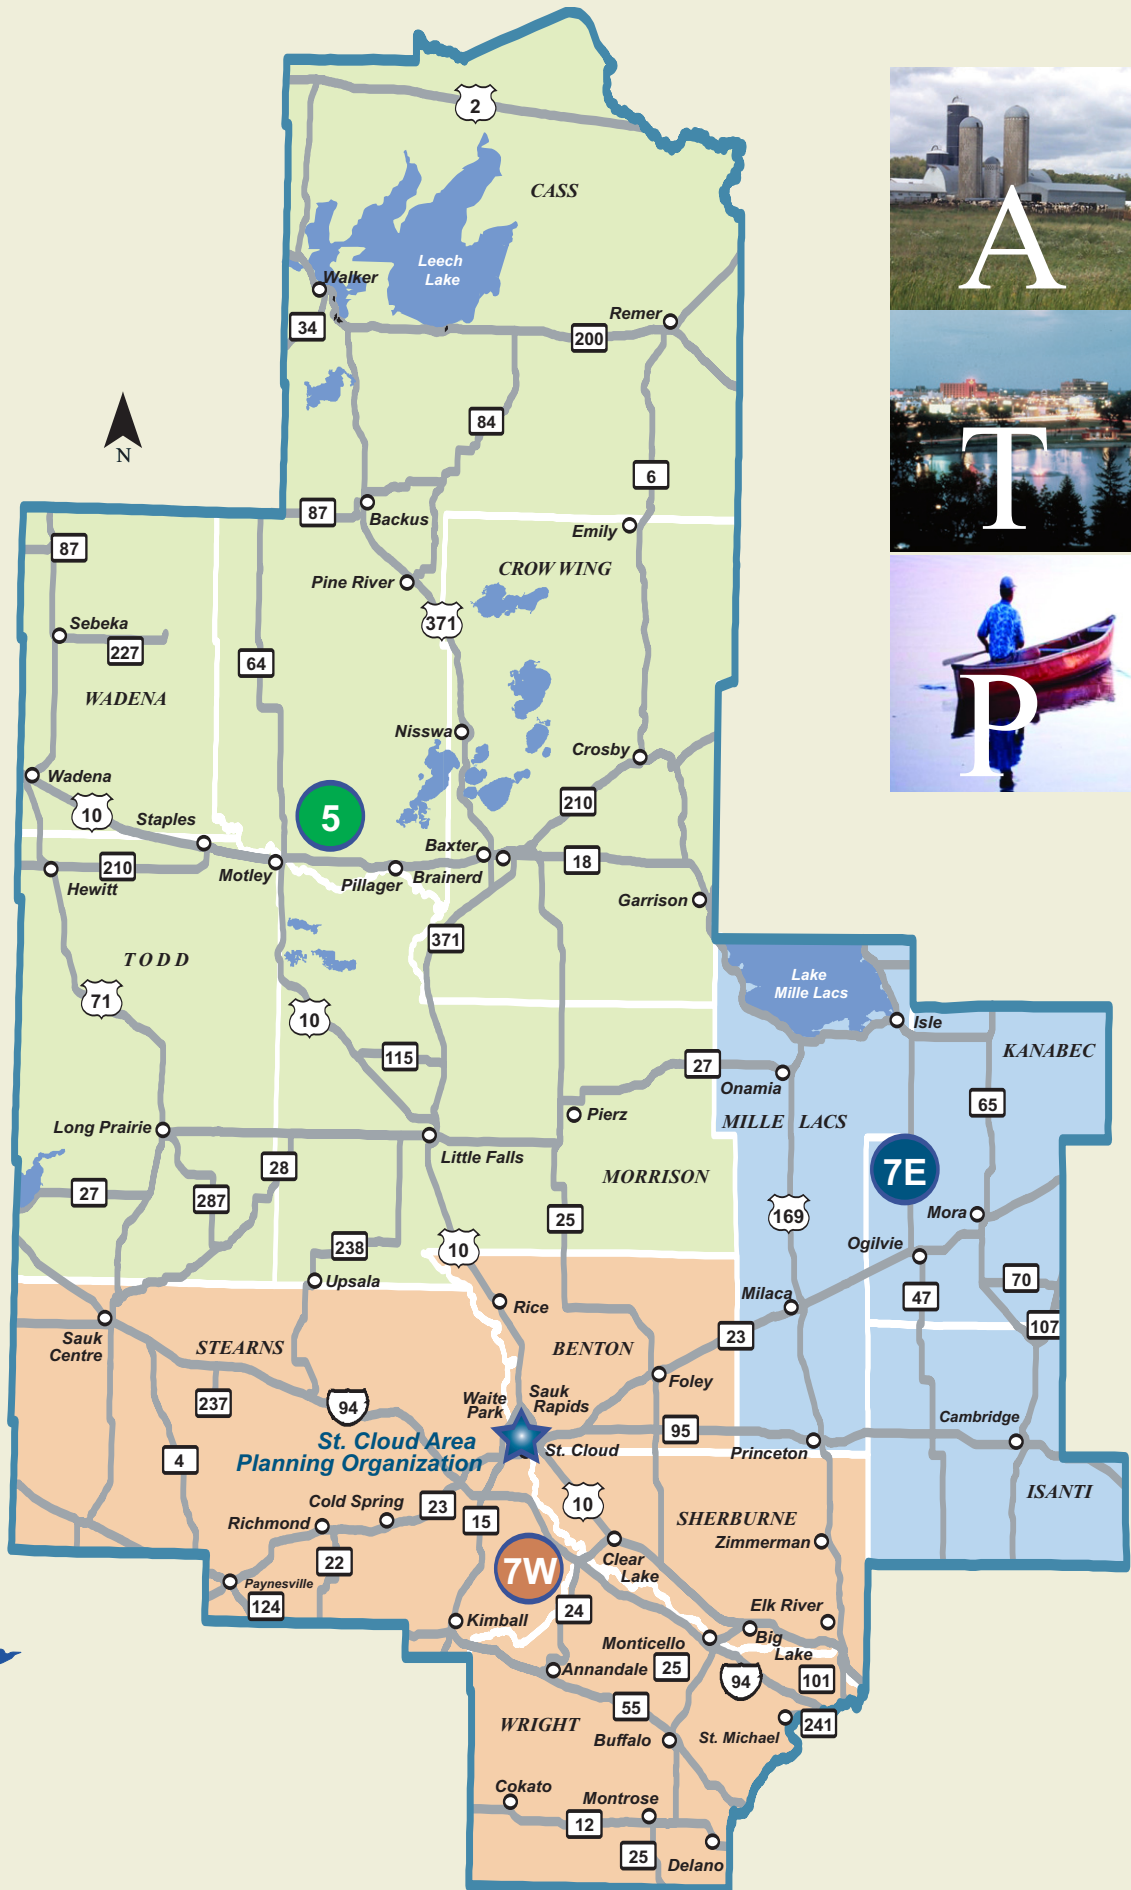 2
CASS
A
Leech
Lake
Walker
34
Remer
200
T
84
N
6
87
Backus
Emily
87
CROW WING
Pine River
371
Sebeka
227
64
P
WADENA
Nisswa
Crosby
Wadena
10
210
Staples
5
Baxter
18
210
Motley
Pillager
Brainerd
Hewitt
Garrison
371
TODD
Lake
Mille Lacs
71
10
Isle
KANABEC
115
27
Onamia
65
Pierz
MILLE LACS
Long Prairie
Little Falls
28
MORRISON
7E
27
287
169
Mora
25
238
10
Ogilvie
Upsala
70
47
Rice
Milaca
107
Sauk
Centre
STEARNS
BENTON
23
Foley
237
94
Waite
Park
Sauk
Rapids
95
Cambridge
St. Cloud Area
Planning Organization
St. Cloud
Princeton
4
ISANTI
Cold Spring
23
10
Richmond
15
SHERBURNE
Zimmerman
22
7W
Clear
Lake
Paynesville
124
24
Elk River
Kimball
Monticello
Big
Lake
Annandale
25
94
101
55
WRIGHT
Buffalo
St. Michael
241
Cokato
Montrose
12
25
Delano